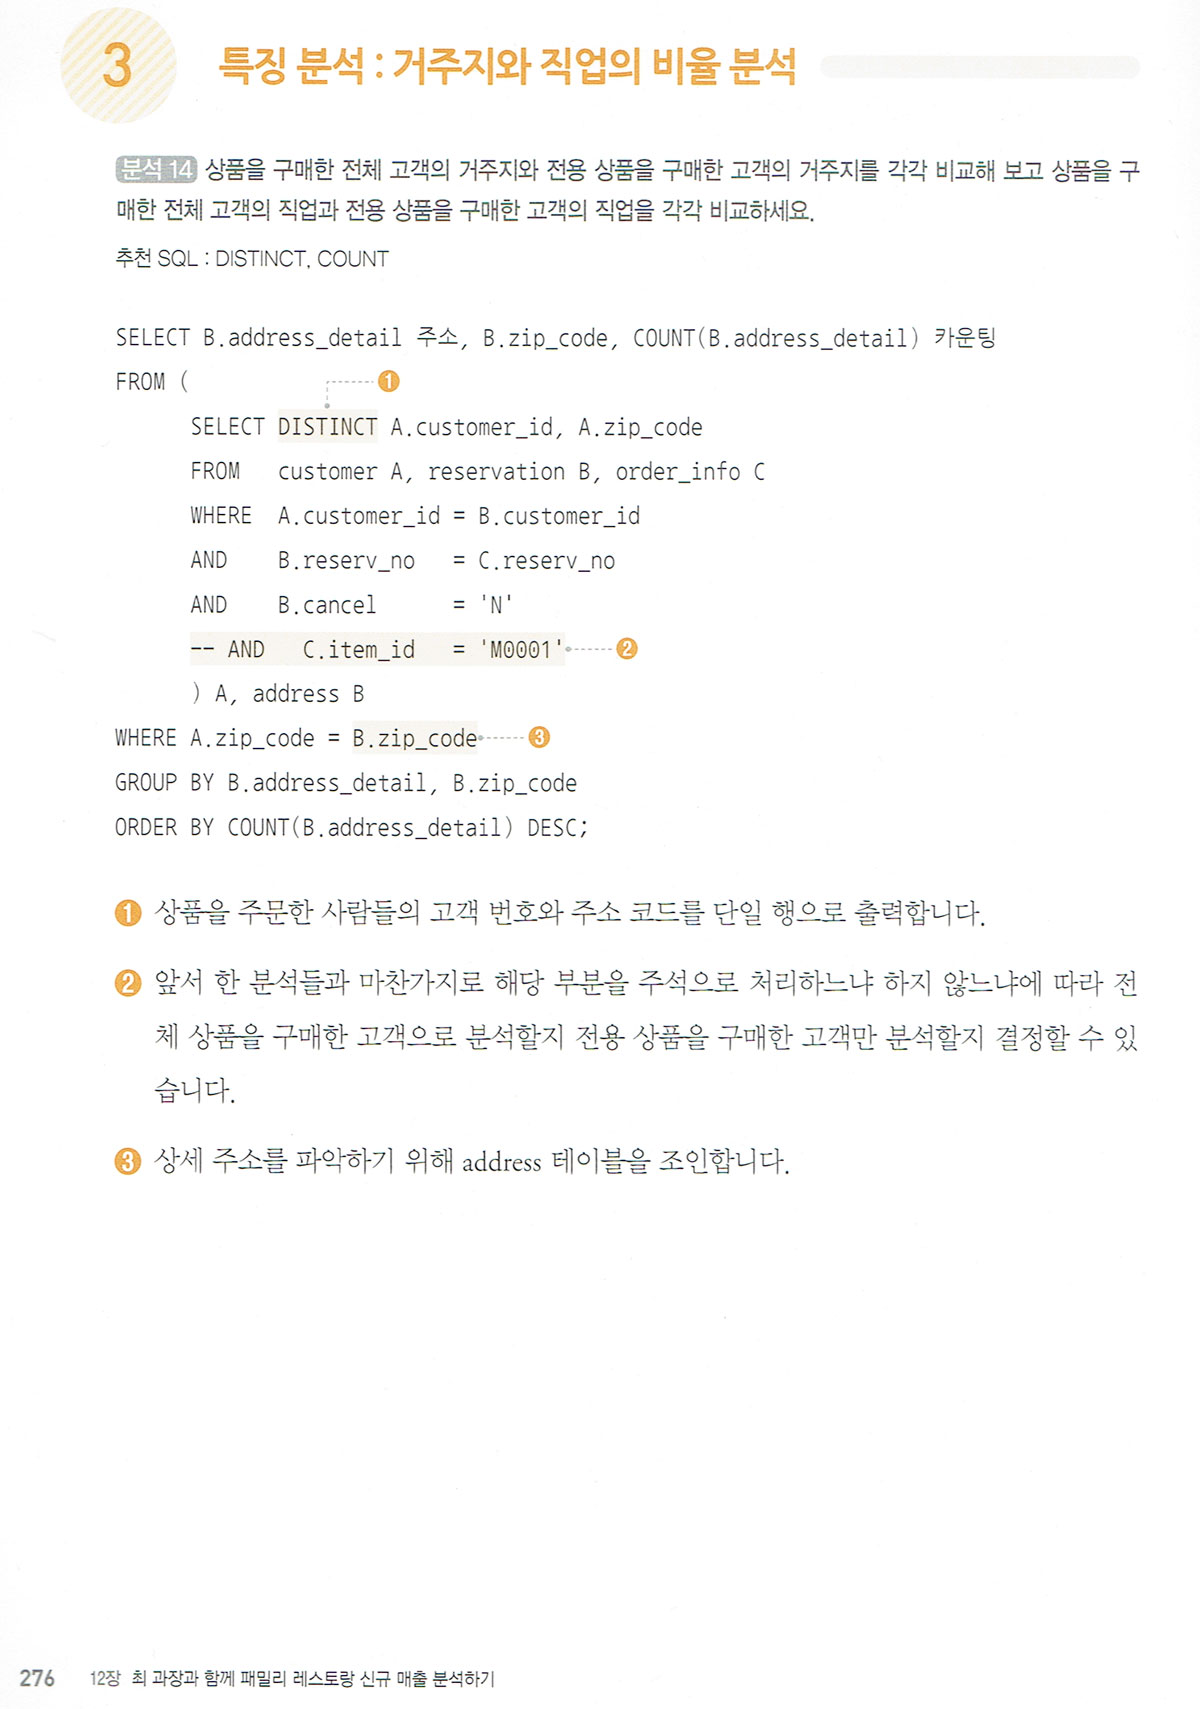 3
특징 분석 : 거주지와 직업의 비율 분석
분석 14 상품을 구매한 전체 고객의 거주지와 전용 상품을 구매한 고객의 거주지를 각각 비교해 보고 상품을 구
매한 전체 고객의 직업과 전용 상품을 구매한 고객의 직업을 각각 비교하세요.
추천 SQL : DISTINCT, COUNT
SELECT B.address_detail 주소, B.zip_code, COUNT(B.address_detail) 카운팅
FROM (
1
SELECT DISTINCT A.customer_id, A.zip_code
FROM customer A, reservation B, order_info C
WHERE A.customer_id = B.customer_id
AND B.reserv_no = C.reserv_no
AND B.cancel = 'N'
-- AND C.item_id = 'M0001' 2
) A, address B
WHERE A.zip_code = B.zip_code 3
GROUP BY B.address_detail, B.zip_code
ORDER BY COUNT(B.address_detail) DESC;
1 상품을 주문한 사람들의 고객 번호와 주소 코드를 단일 행으로 출력합니다.
2 앞서 한 분석들과 마찬가지로 해당 부분을 주석으로 처리하느냐 하지 않느냐에 따라 전
체 상품을 구매한 고객으로 분석할지 전용 상품을 구매한 고객만 분석할지 결정할 수 있
습니다.
3 상세 주소를 파악하기 위해 address 테이블을 조인합니다.
276 12장 최 과장과 함께 패밀리 레스토랑 신규 매출 분석하기